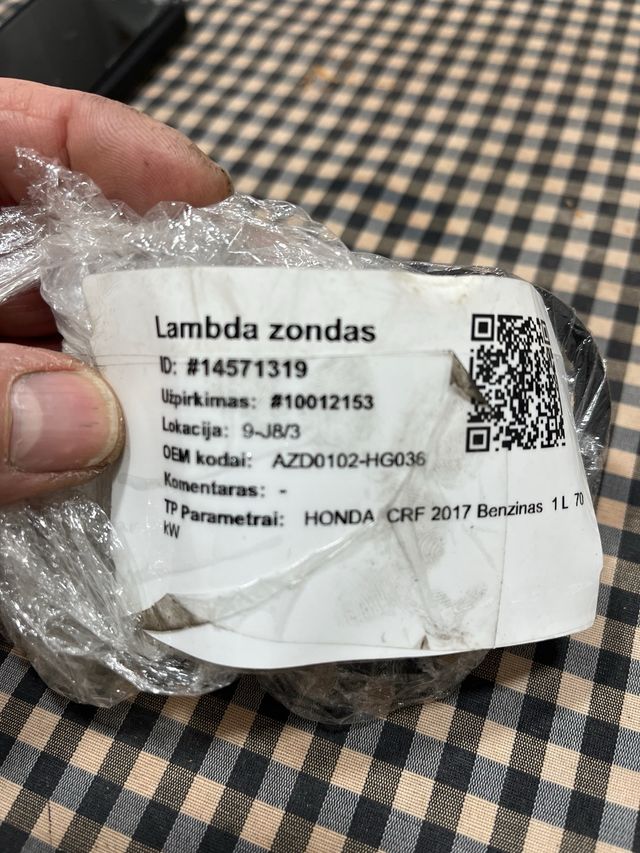 Lambda zondas
ID: #14571319
Užpirkimas: #10012153
Lokacija: 9-J8/3
OEM kodai: AZD0102-HG036
Komentaras: -
TP Parametrai: HONDA CRF 2017 Benzinas 1 L 70
kW